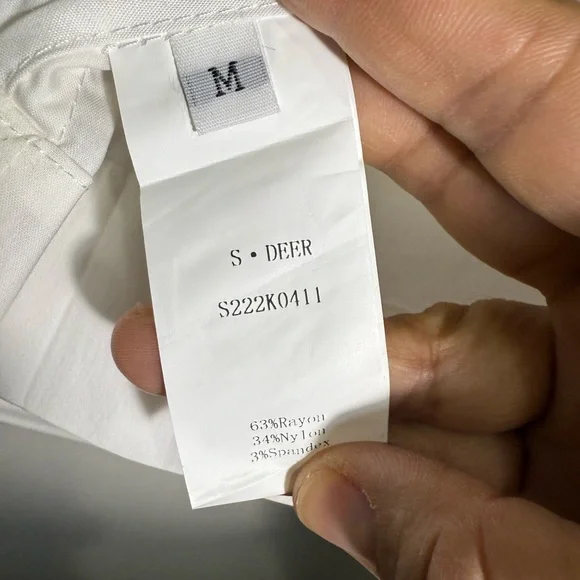 M
S • DEER
S222K0411
63%Rayon
34%Nylon
3%Spandex